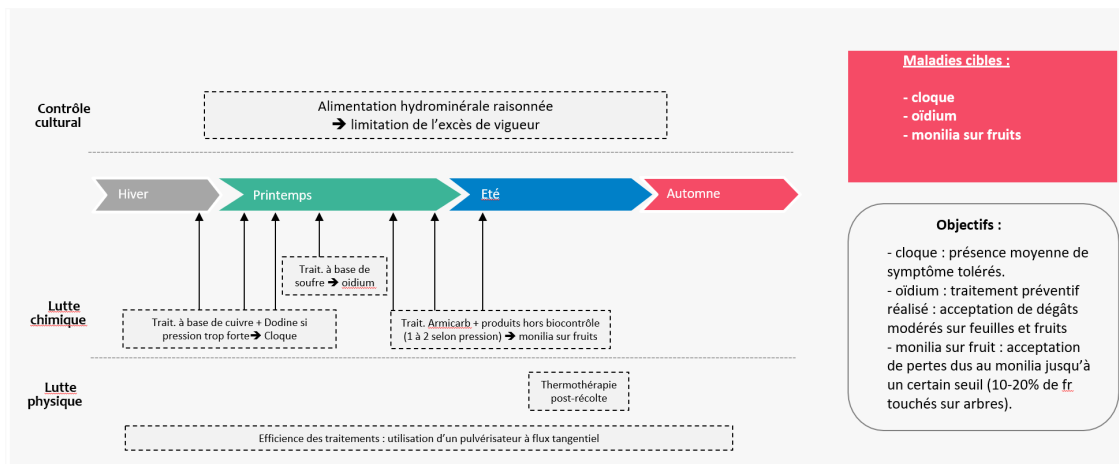 Contrôle
cultural
Alimentation hydrominérale raisonnée
➔ limitation de l'excès de vigueur
Hiver
Printemps
Eté
Automne
Trait. à base de
soufre ➔ oidium
Lutte
chimique
Trait. à base de cuivre + Dodine si
pression trop forte➔ Cloque
Trait. Armicarb + produits hors biocontrôle
(1 à 2 selon pression) ➔ monilia sur fruits
Lutte
physique
Thermothérapie
post-récolte
Efficience des traitements : utilisation d'un pulvérisateur à flux tangentiel
Maladies cibles :
- cloque
- oïdium
- monilia sur fruits
Objectifs :
- cloque : présence moyenne de
symptôme tolérés.
- oïdium : traitement préventif
réalisé : acceptation de dégâts
modérés sur feuilles et fruits
- monilia sur fruit : acceptation
de pertes dus au monilia jusqu'à
un certain seuil (10-20% de fr
touchés sur arbres).